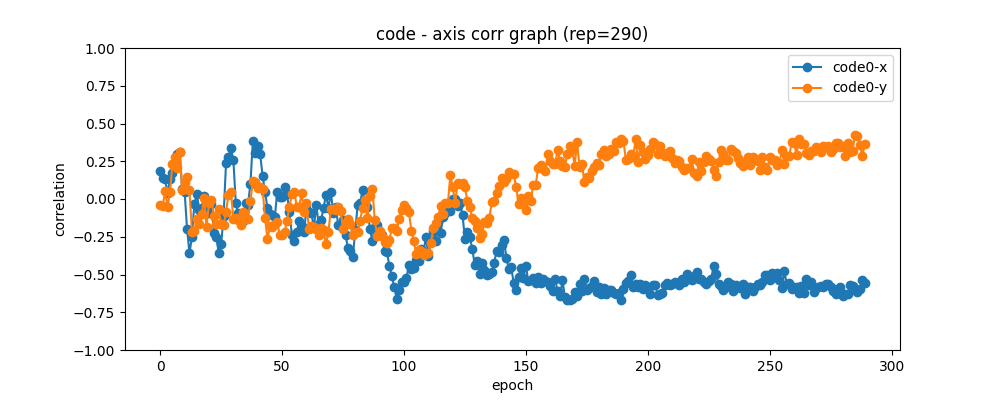 code - axis corr graph (rep=290)
code0-x
code0-y
1.00
0.75
0.50
0.25
0.00
−0.25
−0.50
−0.75
−1.00
correlation
0 50 100 150 200 250 300
epoch